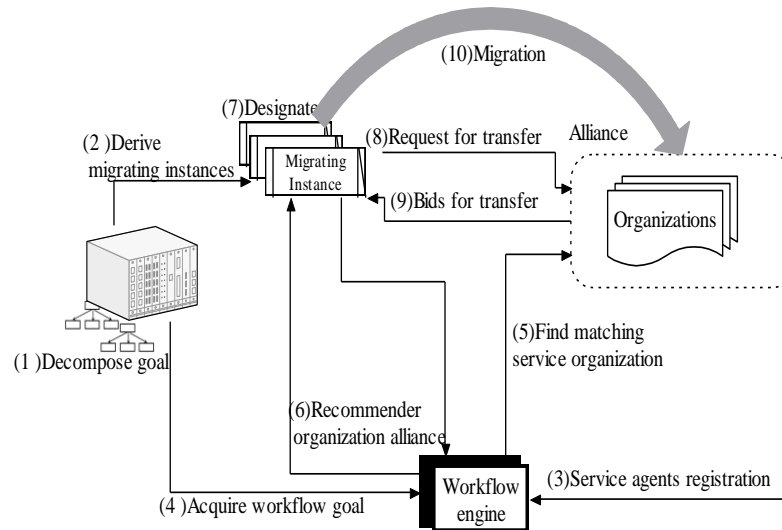 (10)Migration
(7)Designate
(2 )Derive
migrating instances
(8)Request for transfer
Alliance
Migrating
Instance
(9)Bids for transfer
Organizations
(1 )Decompose goal
(5)Find matching
service organization
(6)Recommender
organization alliance
(4 )Acquire workflow goal
Workflow
engine
(3)Service agents registration